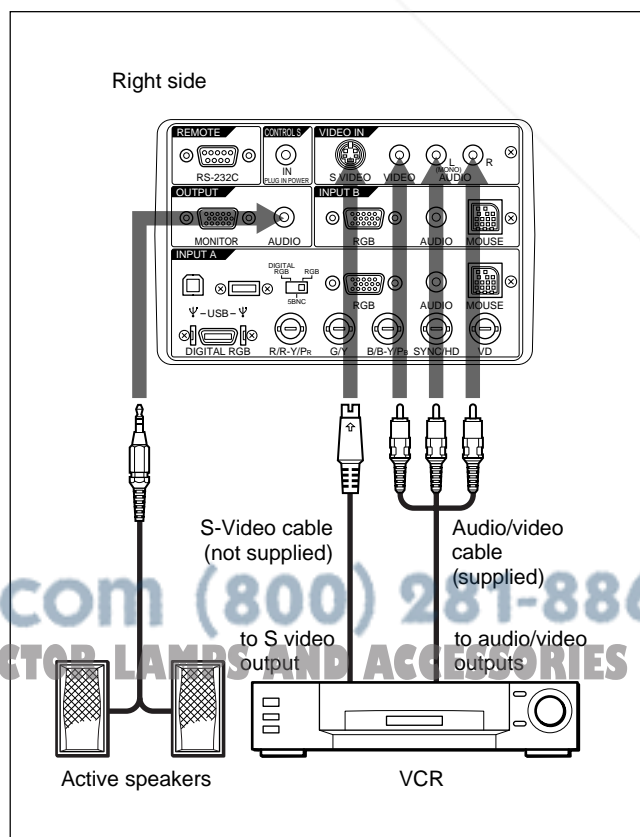 Right side
REMOTE
CONTROL S
VIDEO IN
RS-232C
IN
PLUG IN POWER
S VIDEO
VIDEO
L
(MONO)
AUDIO
R
OUTPUT
INPUT B
MONITOR
AUDIO
RGB
AUDIO
MOUSE
INPUT A
DIGITAL
RGB
RGB
5BNC
RGB
AUDIO
MOUSE
USB
DIGITAL RGB
R/R-Y/PR
G/Y
B/B-Y/PB
SYNC/HD
VD
S-Video cable
(not supplied)
Audio/video
cable
(supplied)
com (800) 281-886
to S video
output
to audio/video
outputs
CTOR LAMPS AND ACCESSORIES
Active speakers
VCR